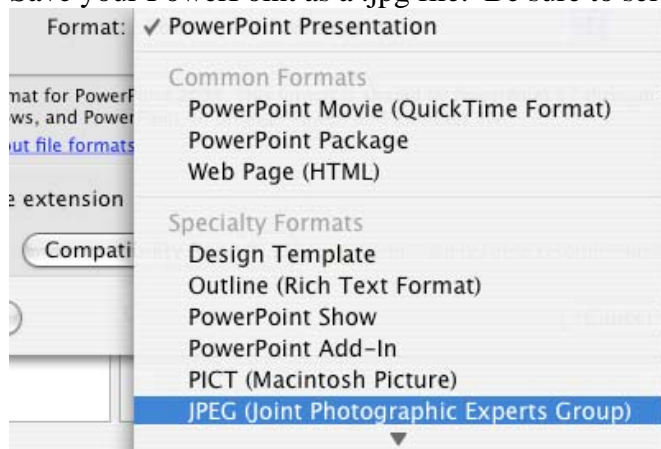 Save your PowerPoint as a .jpg file. Be sure to
Format: ✓ PowerPoint Presentation
Common Formats
mat for PowerP
PowerPoint Movie (QuickTime Format)
ws, and Power
PowerPoint Package
ut file formats
Web Page (HTML)
e extension
Specialty Formats
Compati
Design Template
Outline (Rich Text Format)
PowerPoint Show
Cancel
PowerPoint Add-In
PICT (Macintosh Picture)
JPEG (Joint Photographic Experts Group)